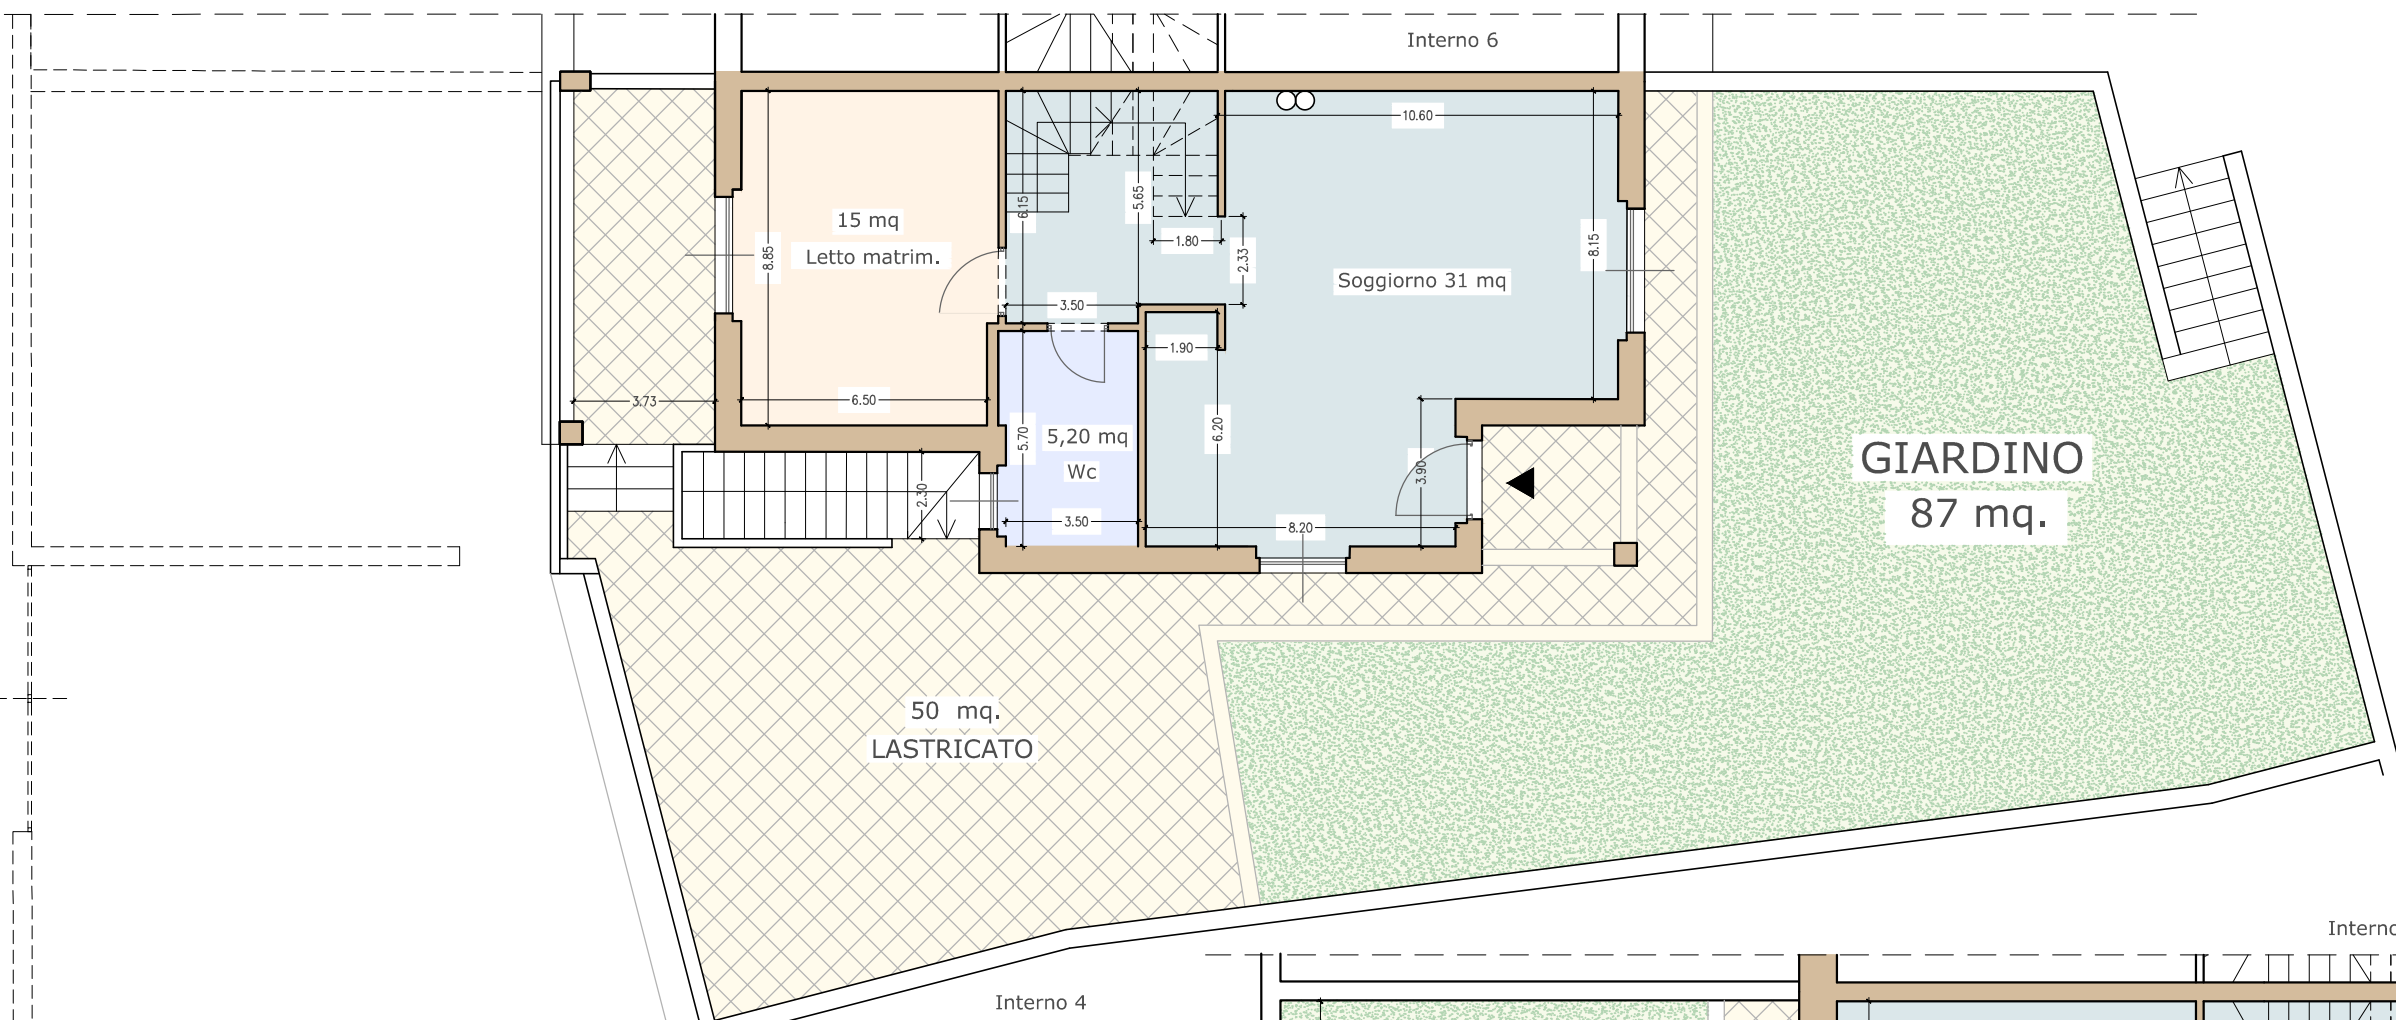 Interno 6
10.60
15 mq
Letto matrim.
8.85
6.15
5.65
1.80
2.33
8.15
Soggiorno 31 mq
3.50
1.90
3.73
6.50
5.70
5,20 mq
Wc
6.20
3.90
2.30
3.50
8.20
GIARDINO
87 mq.
50 mq.
LASTRICATO
Interno
Interno 4